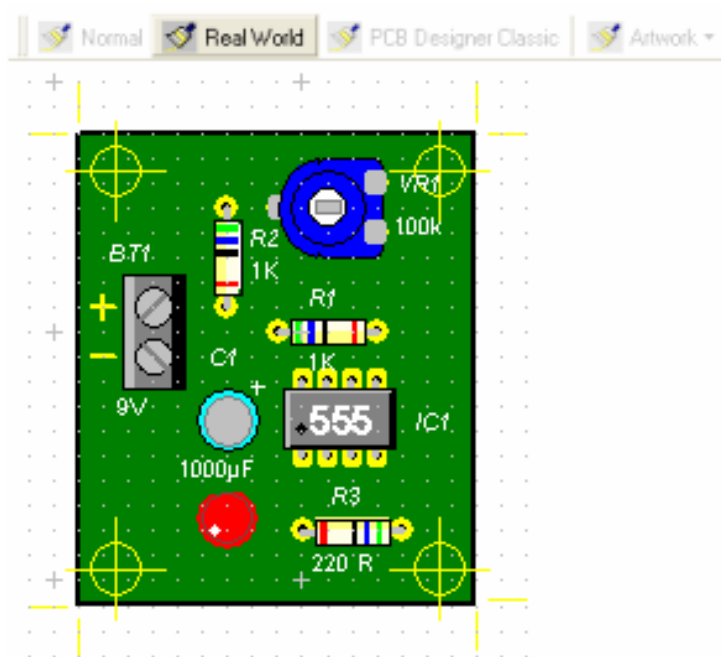 Normal Real World PCB Designer Classic Artwork
VR1
100k
R2
1K
BT1
+
−
9V
R1
1K
C1
+
1000µF
555
IC1
R3
220 R